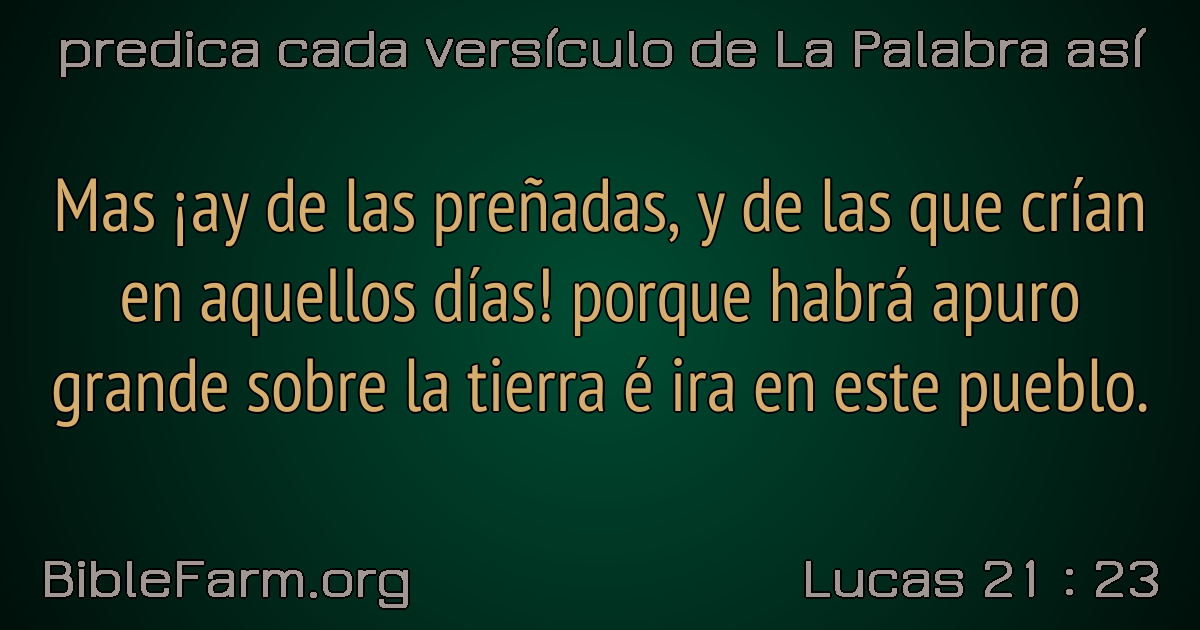 predica cada versículo de La Palabra así
Mas ¡ay de las preñadas, y de las que crían
en aquellos días! porque habrá apuro
grande sobre la tierra é ira en este pueblo.
BibleFarm.org
Lucas 21 : 23